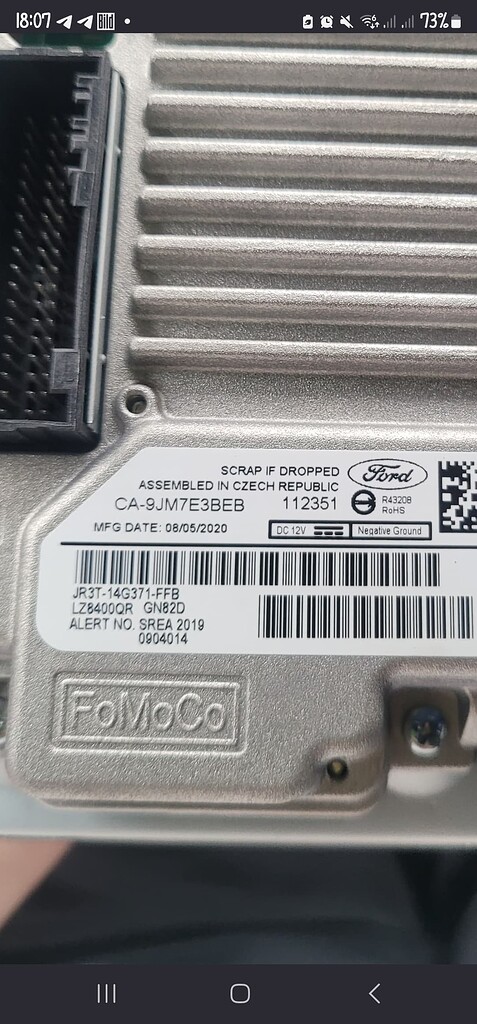 18:07 Bild 73%
SCRAP IF DROPPED
Ford
ASSEMBLED IN CZECH REPUBLIC
CA-9JM7E3BEB 112351 R43208
RoHS
MFG DATE: 08/05/2020 DC 12V Negative Ground
JR3T-14G371-FFB
LZ8400QR GN82D
ALERT NO. SREA 2019
0904014
FoMoCo